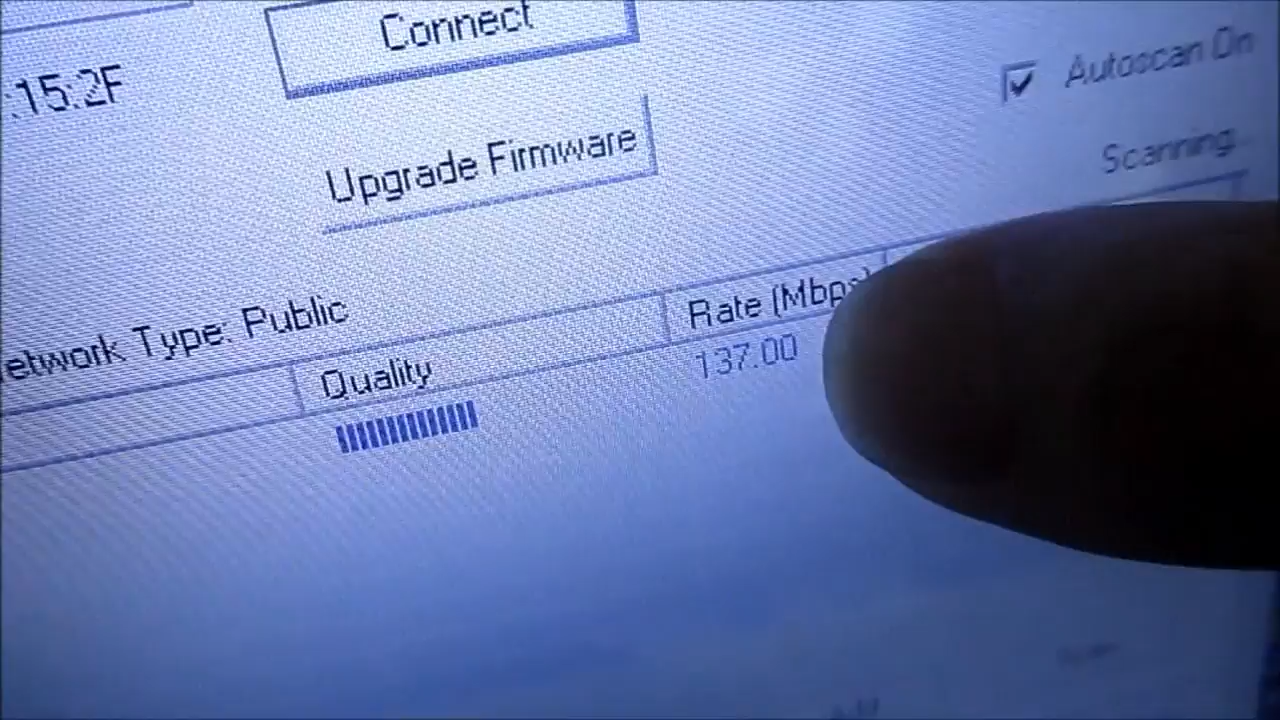 Connect
:15:2F
Autoscan On
Upgrade Firmware
Scanning..
etwork Type: Public
Quality
Rate (Mbps)
137.00